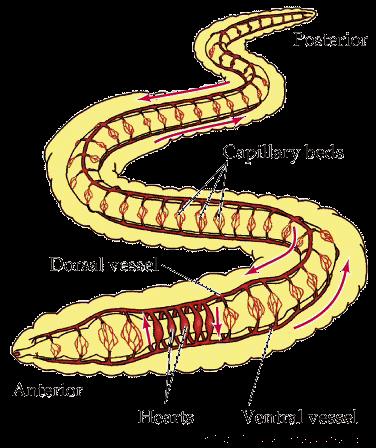 Posterior
Capillary beds
Dorsal vessel
Anterior
Hearts
Ventral vessel